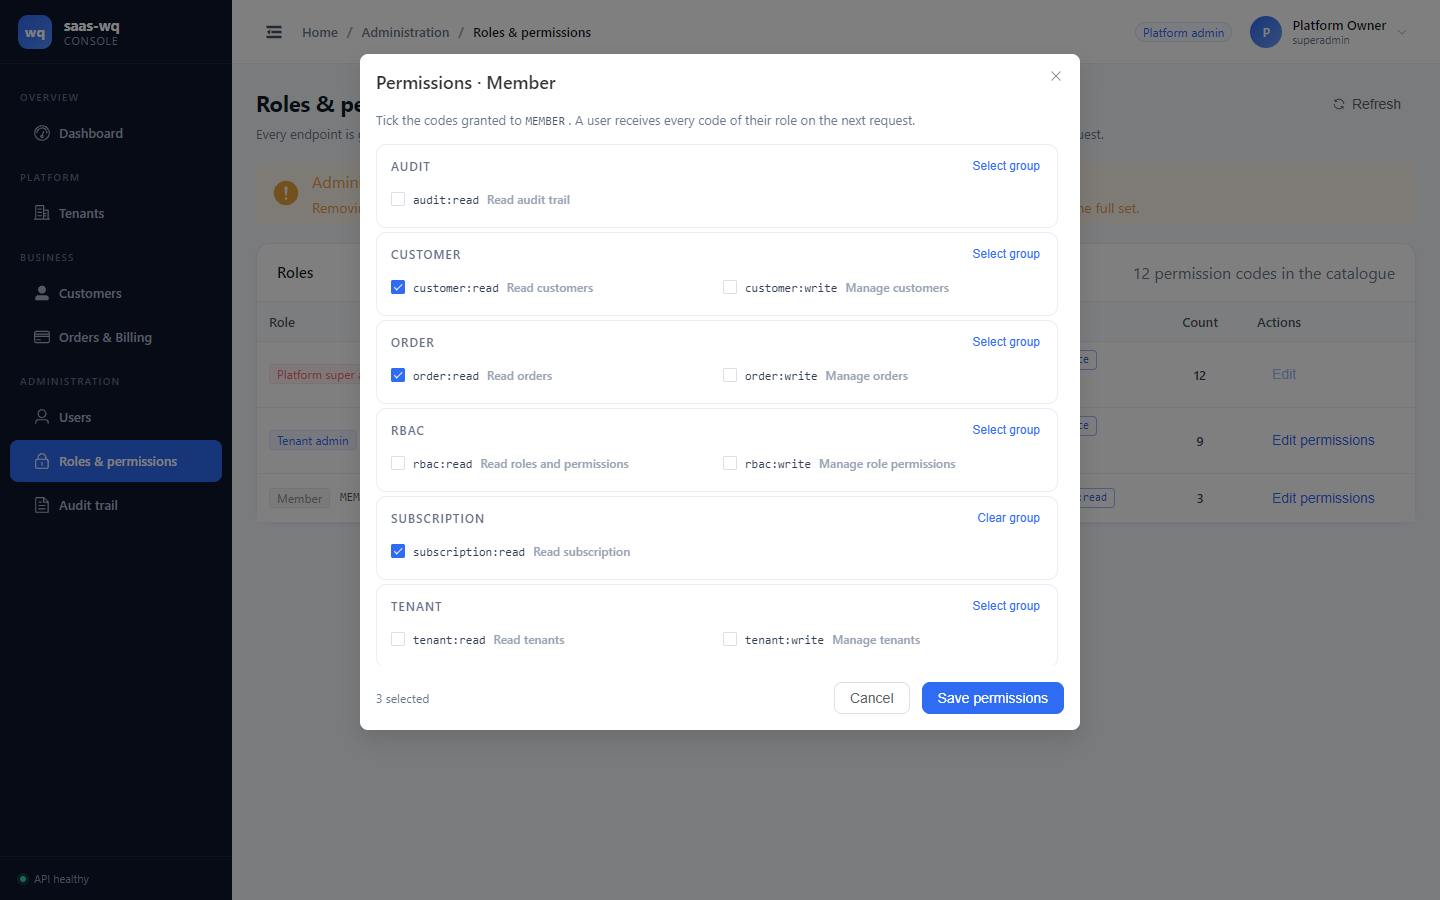 wq
saas-wq
CONSOLE
Home / Administration / Roles & permissions
Platform admin
P
Platform Owner
superadmin
OVERVIEW
Dashboard
PLATFORM
Tenants
BUSINESS
Customers
Orders & Billing
ADMINISTRATION
Users
Roles & permissions
Audit trail
API healthy
Refresh
Every endpoint is
full set.
Roles
12 permission codes in the catalogue
Role
Count
Actions
Platform super
12
Edit
Tenant admin
9
Edit permissions
Member
:read
3
Edit permissions
Permissions · Member
Tick the codes granted to MEMBER . A user receives every code of their role on the next request.
AUDIT
Select group
audit:read Read audit trail
CUSTOMER
Select group
customer:read Read customers
customer:write Manage customers
ORDER
Select group
order:read Read orders
order:write Manage orders
RBAC
Select group
rbac:read Read roles and permissions
rbac:write Manage role permissions
SUBSCRIPTION
Clear group
subscription:read Read subscription
TENANT
Select group
tenant:read Read tenants
tenant:write Manage tenants
3 selected
Cancel
Save permissions